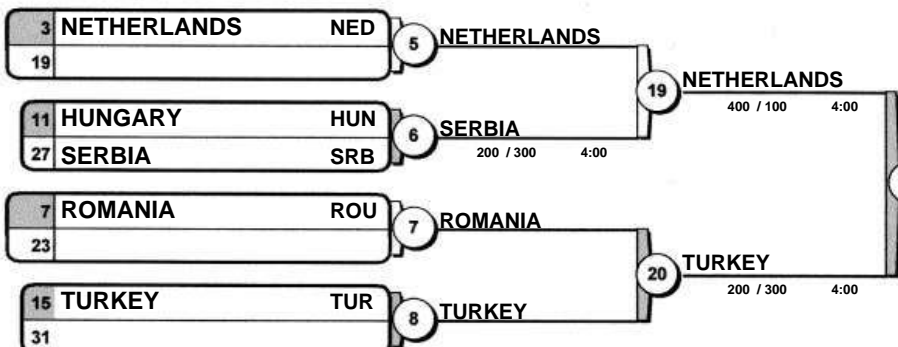 3 NETHERLANDS NED
19
5 NETHERLANDS
11 HUNGARY HUN
27 SERBIA SRB
6 SERBIA
200 / 300 4:00
19 NETHERLANDS
400 / 100 4:00
7 ROMANIA ROU
23
7 ROMANIA
15 TURKEY TUR
31
8 TURKEY
20 TURKEY
200 / 300 4:00